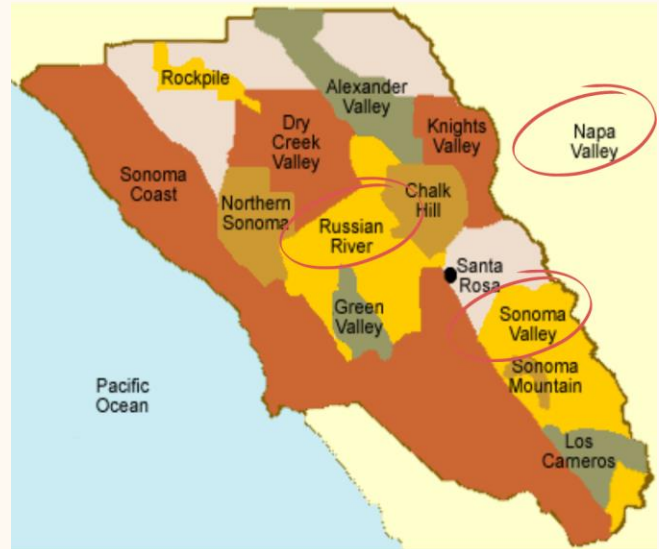 Rockpile
Alexander
Valley
Dry
Creek
Valley
Knights
Valley
Napa
Valley
Sonoma
Coast
Northern
Sonoma
Chalk
Hill
Russian
River
Santa
Rosa
Green
Valley
Sonoma
Valley
Sonoma
Mountain
Pacific
Ocean
Los
Carneros